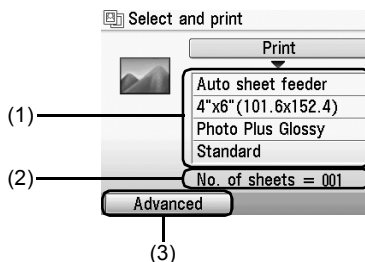 Select and print
Print
Auto sheet feeder
4"x6"(101.6x152.4)
(1)
Photo Plus Glossy
Standard
(2)
No. of sheets = 001
Advanced
(3)